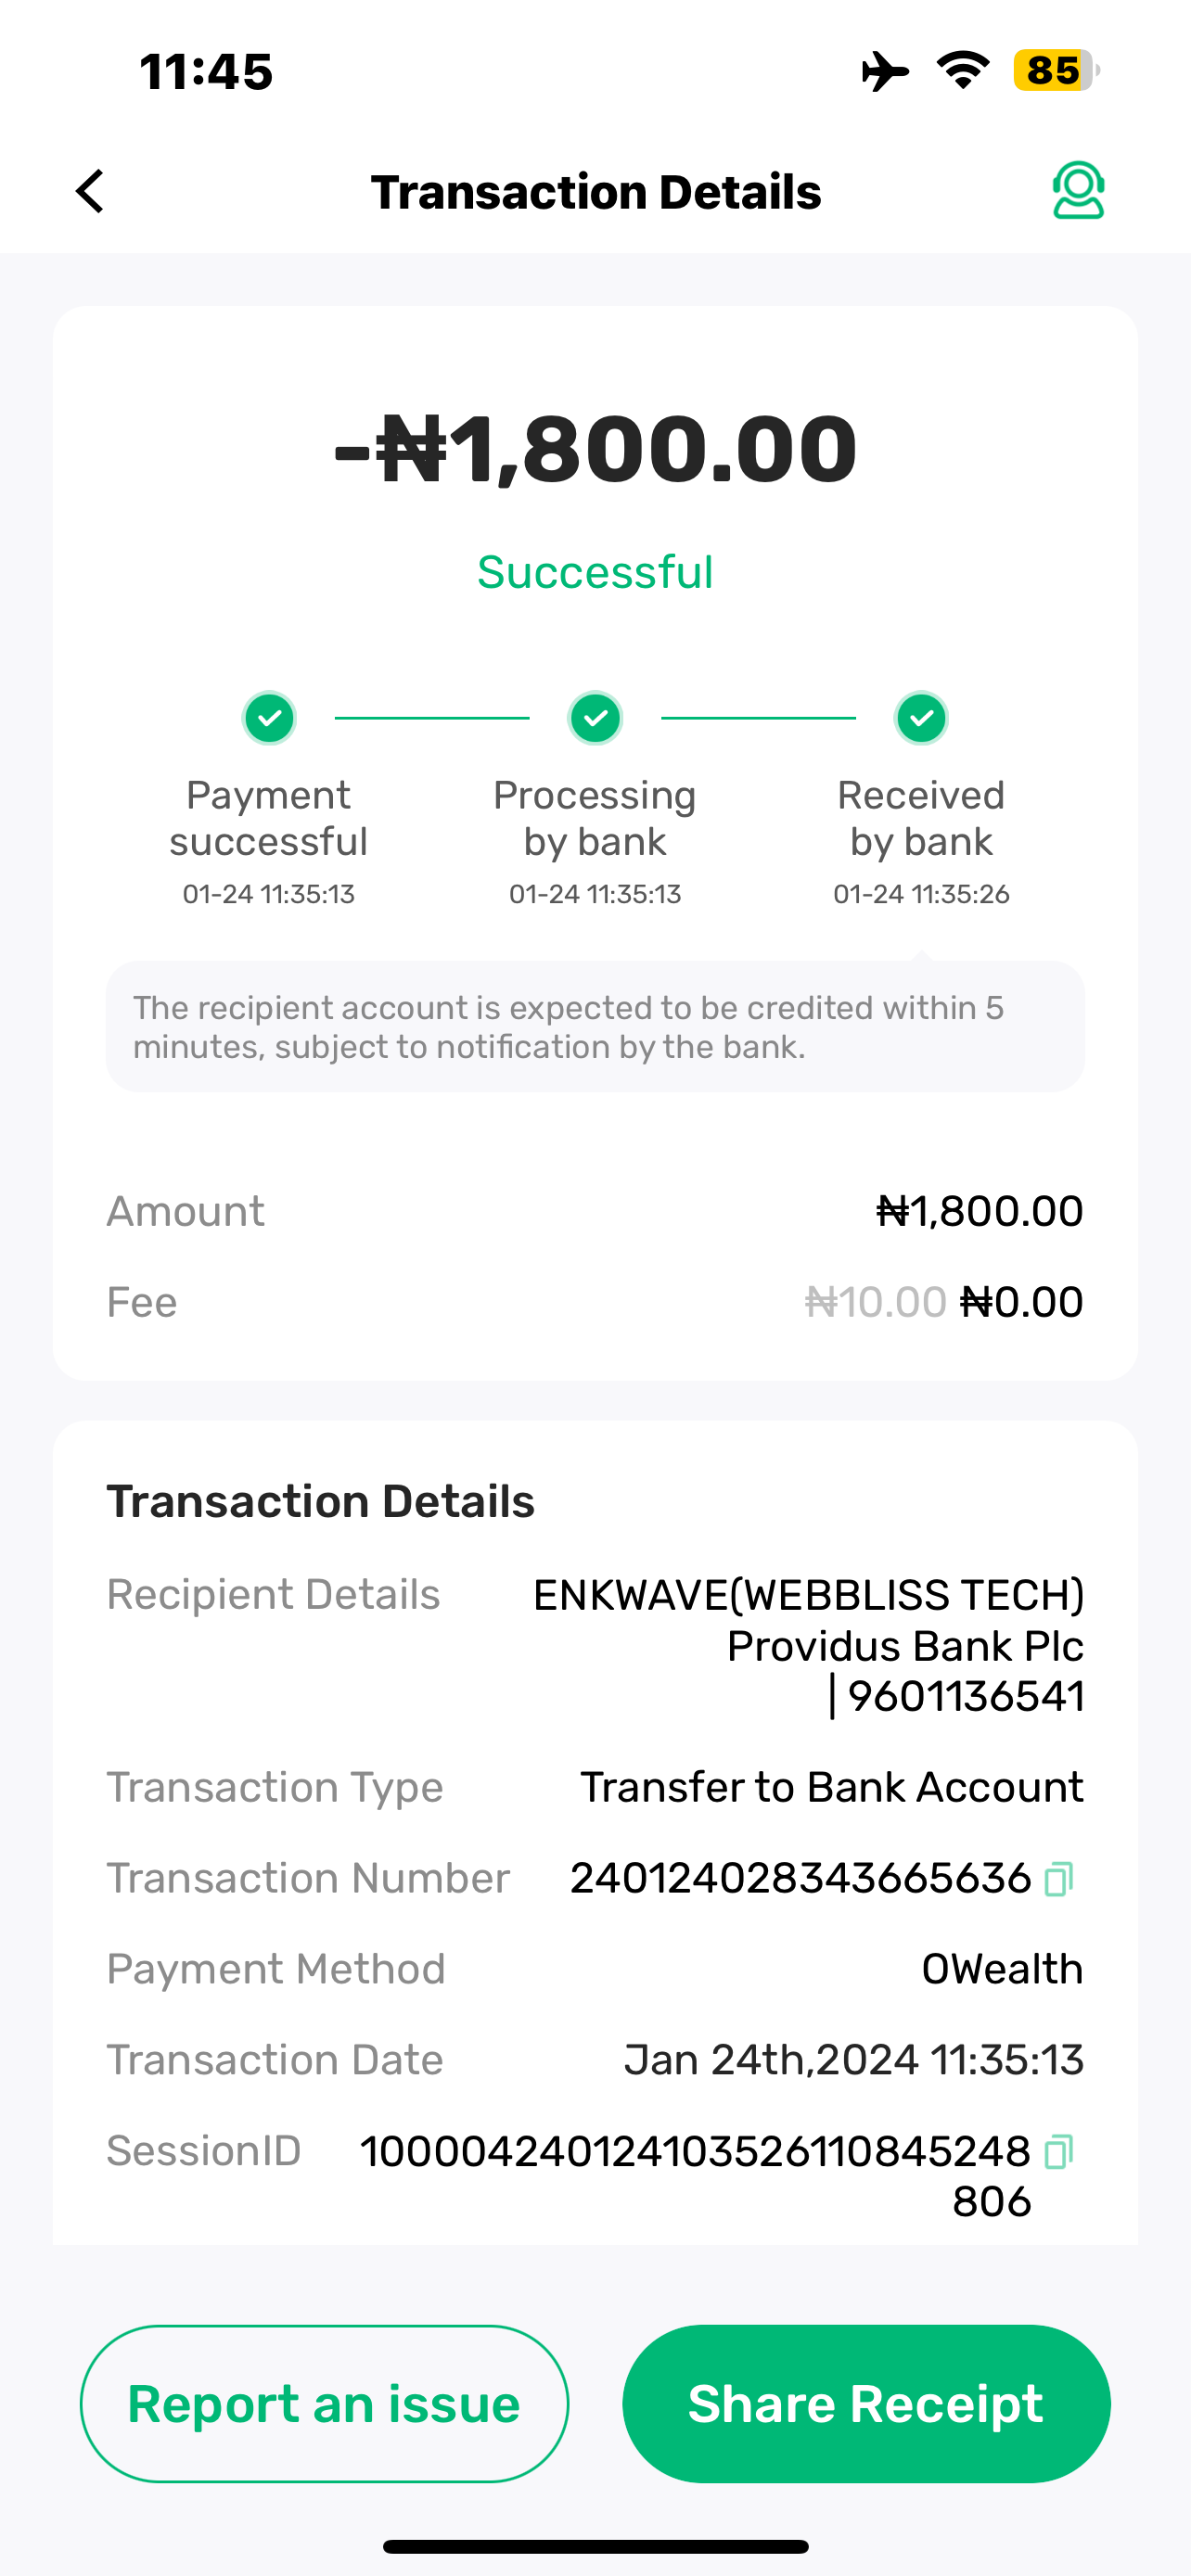 11:45
85
Transaction Details
-₦1,800.00
Successful
Payment successful
01-24 11:35:13
Processing by bank
01-24 11:35:13
Received by bank
01-24 11:35:26
The recipient account is expected to be credited within 5
minutes, subject to notification by the bank.
Amount ₦1,800.00
Fee ₦10.00 ₦0.00
Transaction Details
Recipient Details ENKWAVE(WEBBLISS TECH)
Providus Bank Plc
| 9601136541
Transaction Type Transfer to Bank Account
Transaction Number 240124028343665636
Payment Method OWealth
Transaction Date Jan 24th,2024 11:35:13
SessionID 100004240124103526110845248
806
Report an issue
Share Receipt